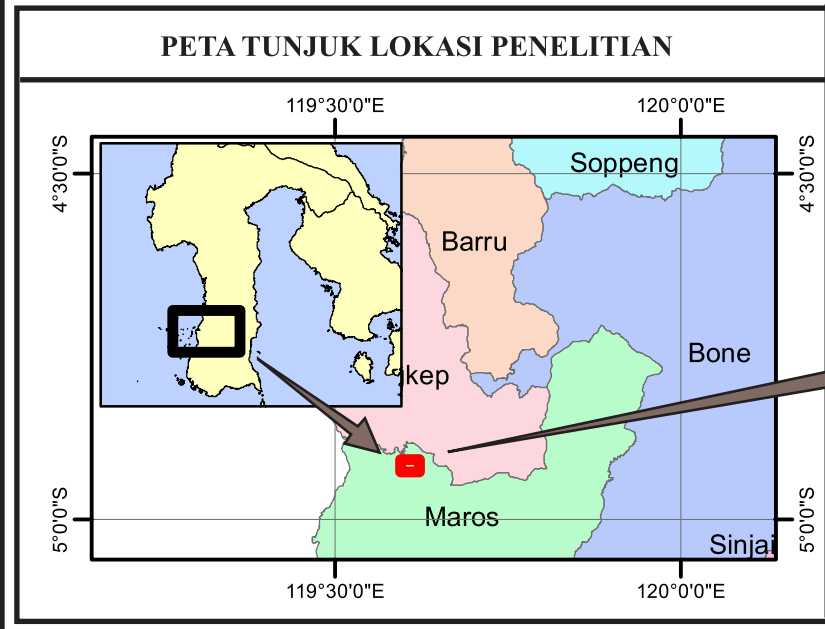 PETA TUNJUK LOKASI PENELITIAN
119°30'0"E
120°0'0"E
4°30'0"S
4°30'0"S
Soppeng
Barru
Bone
kep
Maros
5°0'0"S
5°0'0"S
Sinjai
119°30'0"E
120°0'0"E